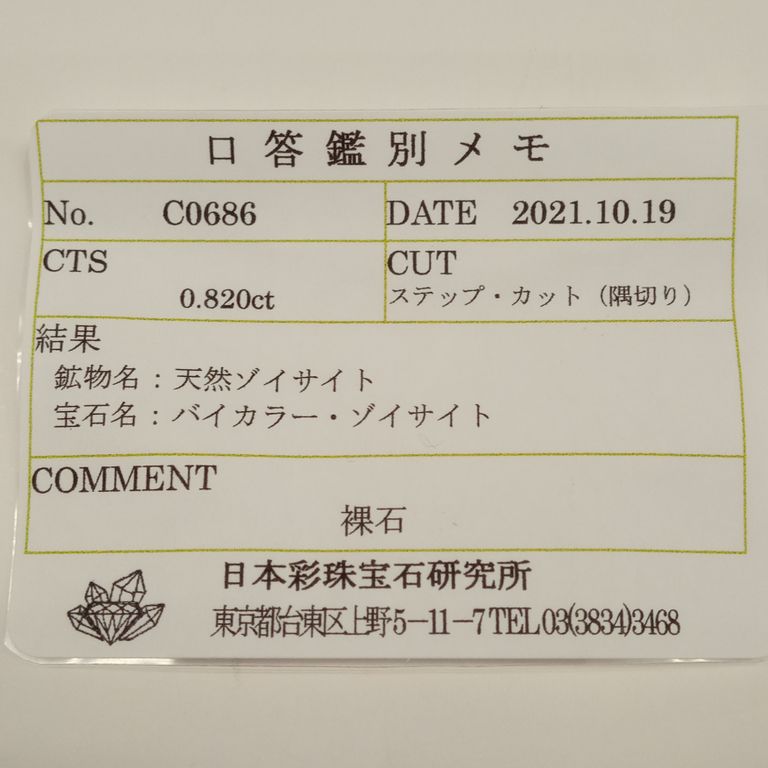 口答鑑別メモ
No. C0686 DATE 2021.10.19
CTS CUT
0.820ct ステップ・カット（隅切り）
結果
鉱物名：天然ゾイサイト
宝石名：バイカラー・ゾイサイト
COMMENT
裸石
日本彩珠宝石研究所
東京都台東区上野5－11－7 TEL 03(3834)3468